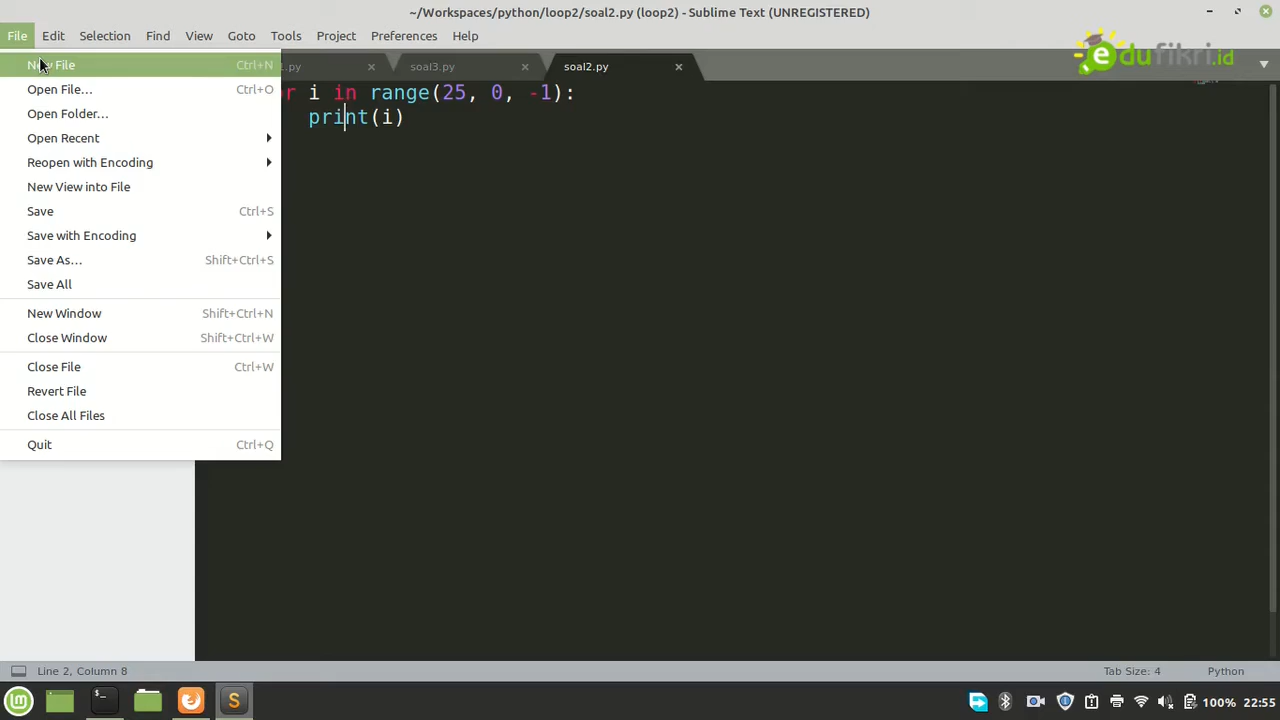 ~/Workspaces/python/loop2/soal2.py (loop2) - Sublime Text (UNREGISTERED)
File Edit Selection Find View Goto Tools Project Preferences Help
edufikri.id
soal3.py
soal2.py
New File Ctrl+N
Open File... Ctrl+O
Open Folder...
Open Recent
Reopen with Encoding
New View into File
Save Ctrl+S
Save with Encoding
Save As... Shift+Ctrl+S
Save All
New Window Shift+Ctrl+N
Close Window Shift+Ctrl+W
Close File Ctrl+W
Revert File
Close All Files
Quit Ctrl+Q
r i in range(25, 0, -1):
print(i)
Line 2, Column 8
Tab Size: 4
Python
100% 22:55